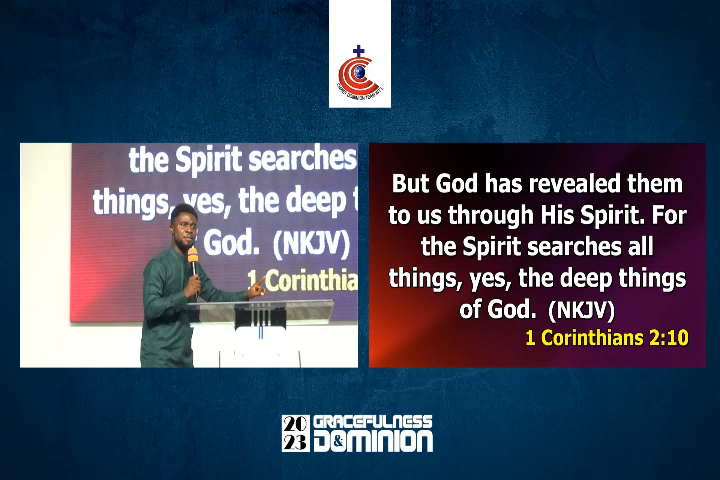 the Spirit searches
things, yes, the deep
God. (NKJV)
1 Corinthia
But God has revealed them
to us through His Spirit. For
the Spirit searches all
things, yes, the deep things
of God. (NKJV)
1 Corinthians 2:10
2023 GRACEFULNESS
& DOMINION